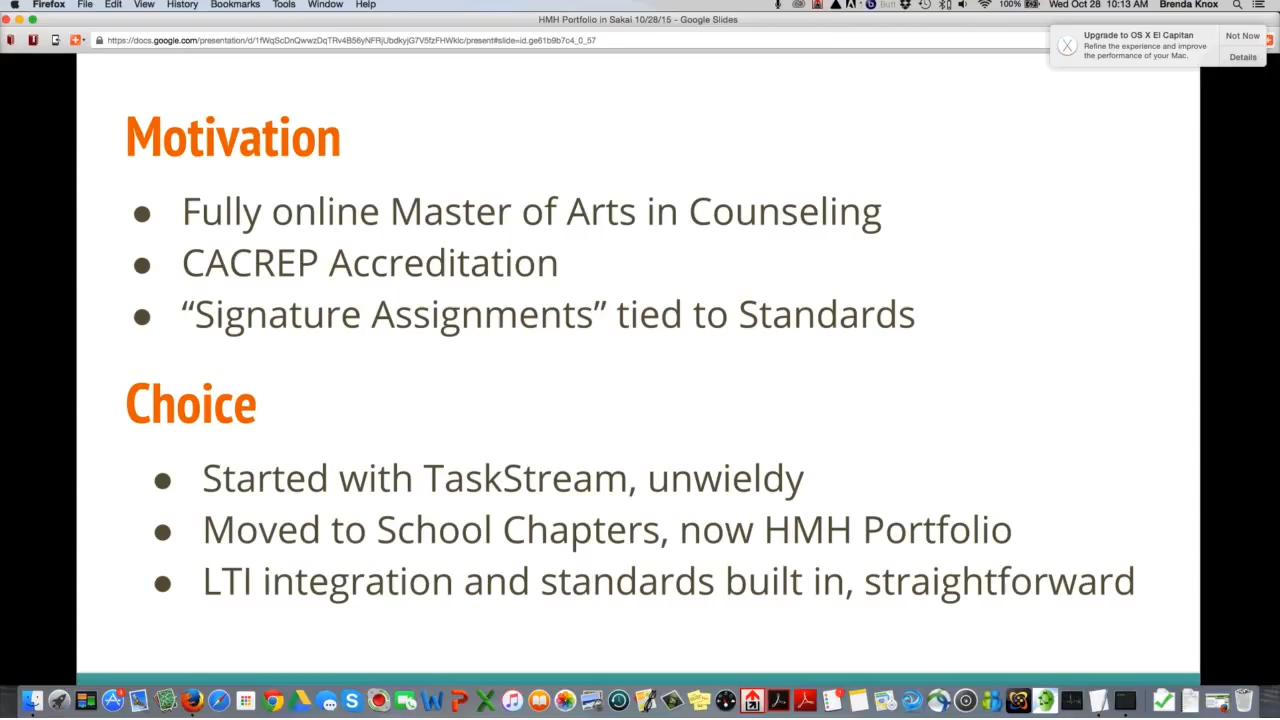 Firefox File Edit View History Bookmarks Tools Window Help 100% Wed Oct 28 10:13 AM Brenda Knox
HMH Portfolio in Sakai 10/28/15 - Google Slides
Upgrade to OS X El Capitan Not Now
Refine the experience and improve
the performance of your Mac. Details
Motivation
● Fully online Master of Arts in Counseling
● CACREP Accreditation
● “Signature Assignments” tied to Standards
Choice
● Started with TaskStream, unwieldy
● Moved to School Chapters, now HMH Portfolio
● LTI integration and standards built in, straightforward